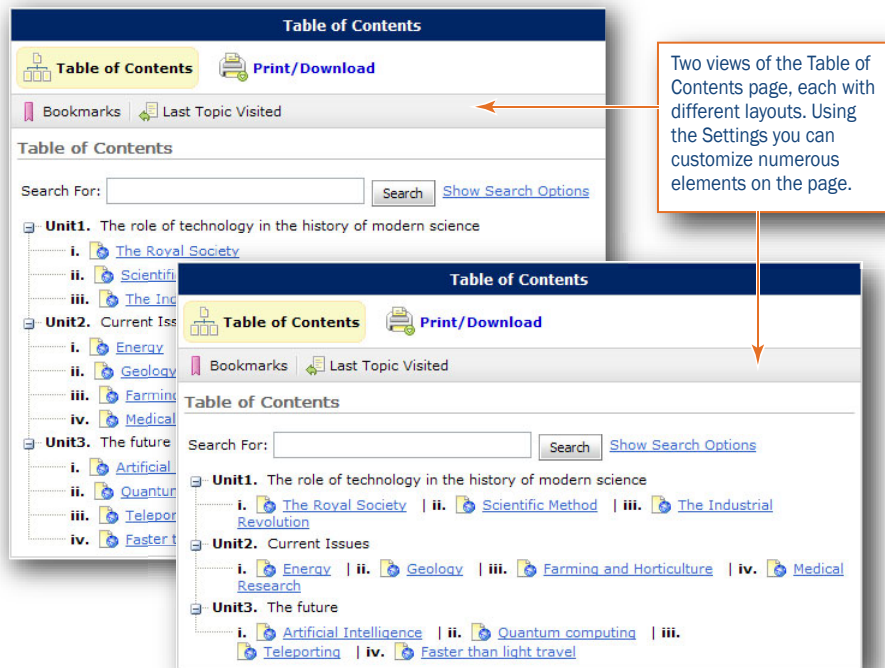 Table of Contents
Table of Contents
Print/Download
Bookmarks
Last Topic Visited
Table of Contents
Search For:
Search
Show Search Options
Unit1. The role of technology in the history of modern science
i. The Royal Society
ii.
iii. The
Unit2. Current
i. Energy
ii. Geology
iii. Farming
iv. Medical
Unit3. The future
i. Artificial
ii.
iii.
iv. Faster
Two views of the Table of
Contents page, each with
different layouts. Using
the Settings you can
customize numerous
elements on the page.
Table of Contents
Table of Contents
Print/Download
Bookmarks
Last Topic Visited
Table of Contents
Search For:
Search
Show Search Options
Unit1. The role of technology in the history of modern science
i. The Royal Society | ii. Scientific Method | iii. The Industrial
Revolution
Unit2. Current Issues
i. Energy | ii. Geology | iii. Farming and Horticulture | iv. Medical
Research
Unit3. The future
i. Artificial Intelligence | ii. Quantum computing | iii.
Teleporting | iv. Faster than light travel